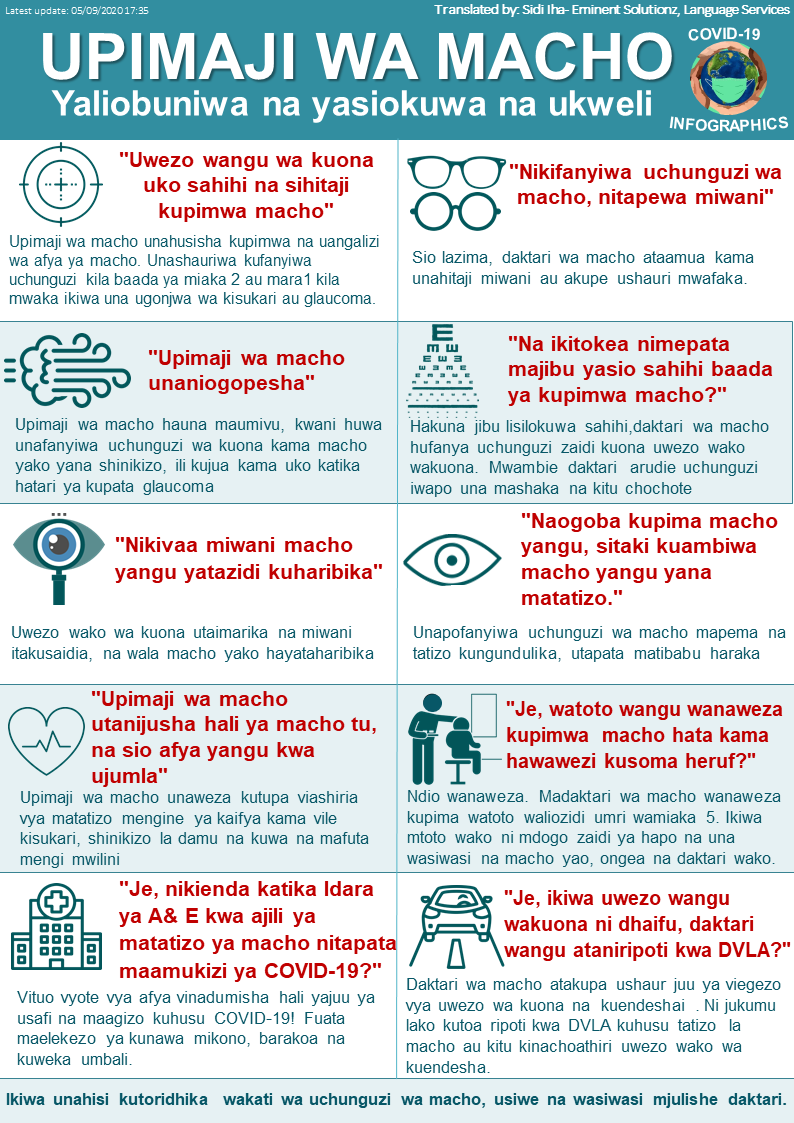 Latest update: 05/09/2020 17:35
Translated by: Sidi Iha- Eminent Solutionz, Language Services
UPIMAJI WA MACHO
Yaliobuniwa na yasiokuwa na ukweli
COVID-19
INFOGRAPHICS
"Uwezo wangu wa kuona
uko sahihi na sihitaji
kupimwa macho"
Upimaji wa macho unahusisha kupimwa na uangalizi
wa afya ya macho. Unashauriwa kufanyiwa
uchunguzi kila baada ya miaka 2 au mara1 kila
mwaka ikiwa una ugonjwa wa kisukari au glaucoma.
"Nikifanyiwa uchunguzi wa
macho, nitapewa miwani"
Sio lazima, daktari wa macho ataamua kama
unahitaji miwani au akupe ushauri mwafaka.
"Upimaji wa macho
unaniogopesha"
Upimaji wa macho hauna maumivu, kwani huwa
unafanyiwa uchunguzi wa kuona kama macho
yako yana shinikizo, ili kujua kama uko katika
hatari ya kupata glaucoma
"Na ikitokea nimepata
majibu yasio sahihi baada
ya kupimwa macho?"
Hakuna jibu lisilokuwa sahihi,daktari wa macho
hufanya uchunguzi zaidi kuona uwezo wako
wakuona. Mwambie daktari arudie uchunguzi
iwapo una mashaka na kitu chochote
"Nikivaa miwani macho
yangu yatazidi kuharibika"
Uwezo wako wa kuona utaimarika na miwani
itakusaidia, na wala macho yako hayataharibika
"Naogoba kupima macho
yangu, sitaki kuambiwa
macho yangu yana
matatizo."
Unapofanyiwa uchunguzi wa macho mapema na
tatizo kungundulika, utapata matibabu haraka
"Upimaji wa macho
utanijusha hali ya macho tu,
na sio afya yangu kwa
ujumla"
Upimaji wa macho unaweza kutupa viashiria
vya matatizo mengine ya kaifya kama vile
kisukari, shinikizo la damu na kuwa na mafuta
mengi mwilini
"Je, watoto wangu wanaweza
kupimwa macho hata kama
hawawezi kusoma heruf?"
Ndio wanaweza. Madaktari wa macho wanaweza
kupima watoto waliozidi umri wamiaka 5. Ikiwa
mtoto wako ni mdogo zaidi ya hapo na una
wasiwasi na macho yao, ongea na daktari wako.
"Je, nikienda katika Idara
ya A& E kwa ajili ya
matatizo ya macho nitapata
maamukizi ya COVID-19?"
Vituo vyote vya afya vinadumisha hali yajuu ya
usafi na maagizo kuhusu COVID-19! Fuata
maelekezo ya kunawa mikono, barakoa na
kuweka umbali.
"Je, ikiwa uwezo wangu
wakuona ni dhaifu, daktari
wangu ataniripoti kwa DVLA?"
Daktari wa macho atakupa ushaur juu ya viegezo
vya uwezo wa kuona na kuendeshai . Ni jukumu
lako kutoa ripoti kwa DVLA kuhusu tatizo la
macho au kitu kinachoathiri uwezo wako wa
kuendesha.
Ikiwa unahisi kutoridhika wakati wa uchunguzi wa macho, usiwe na wasiwasi mjulishe daktari.